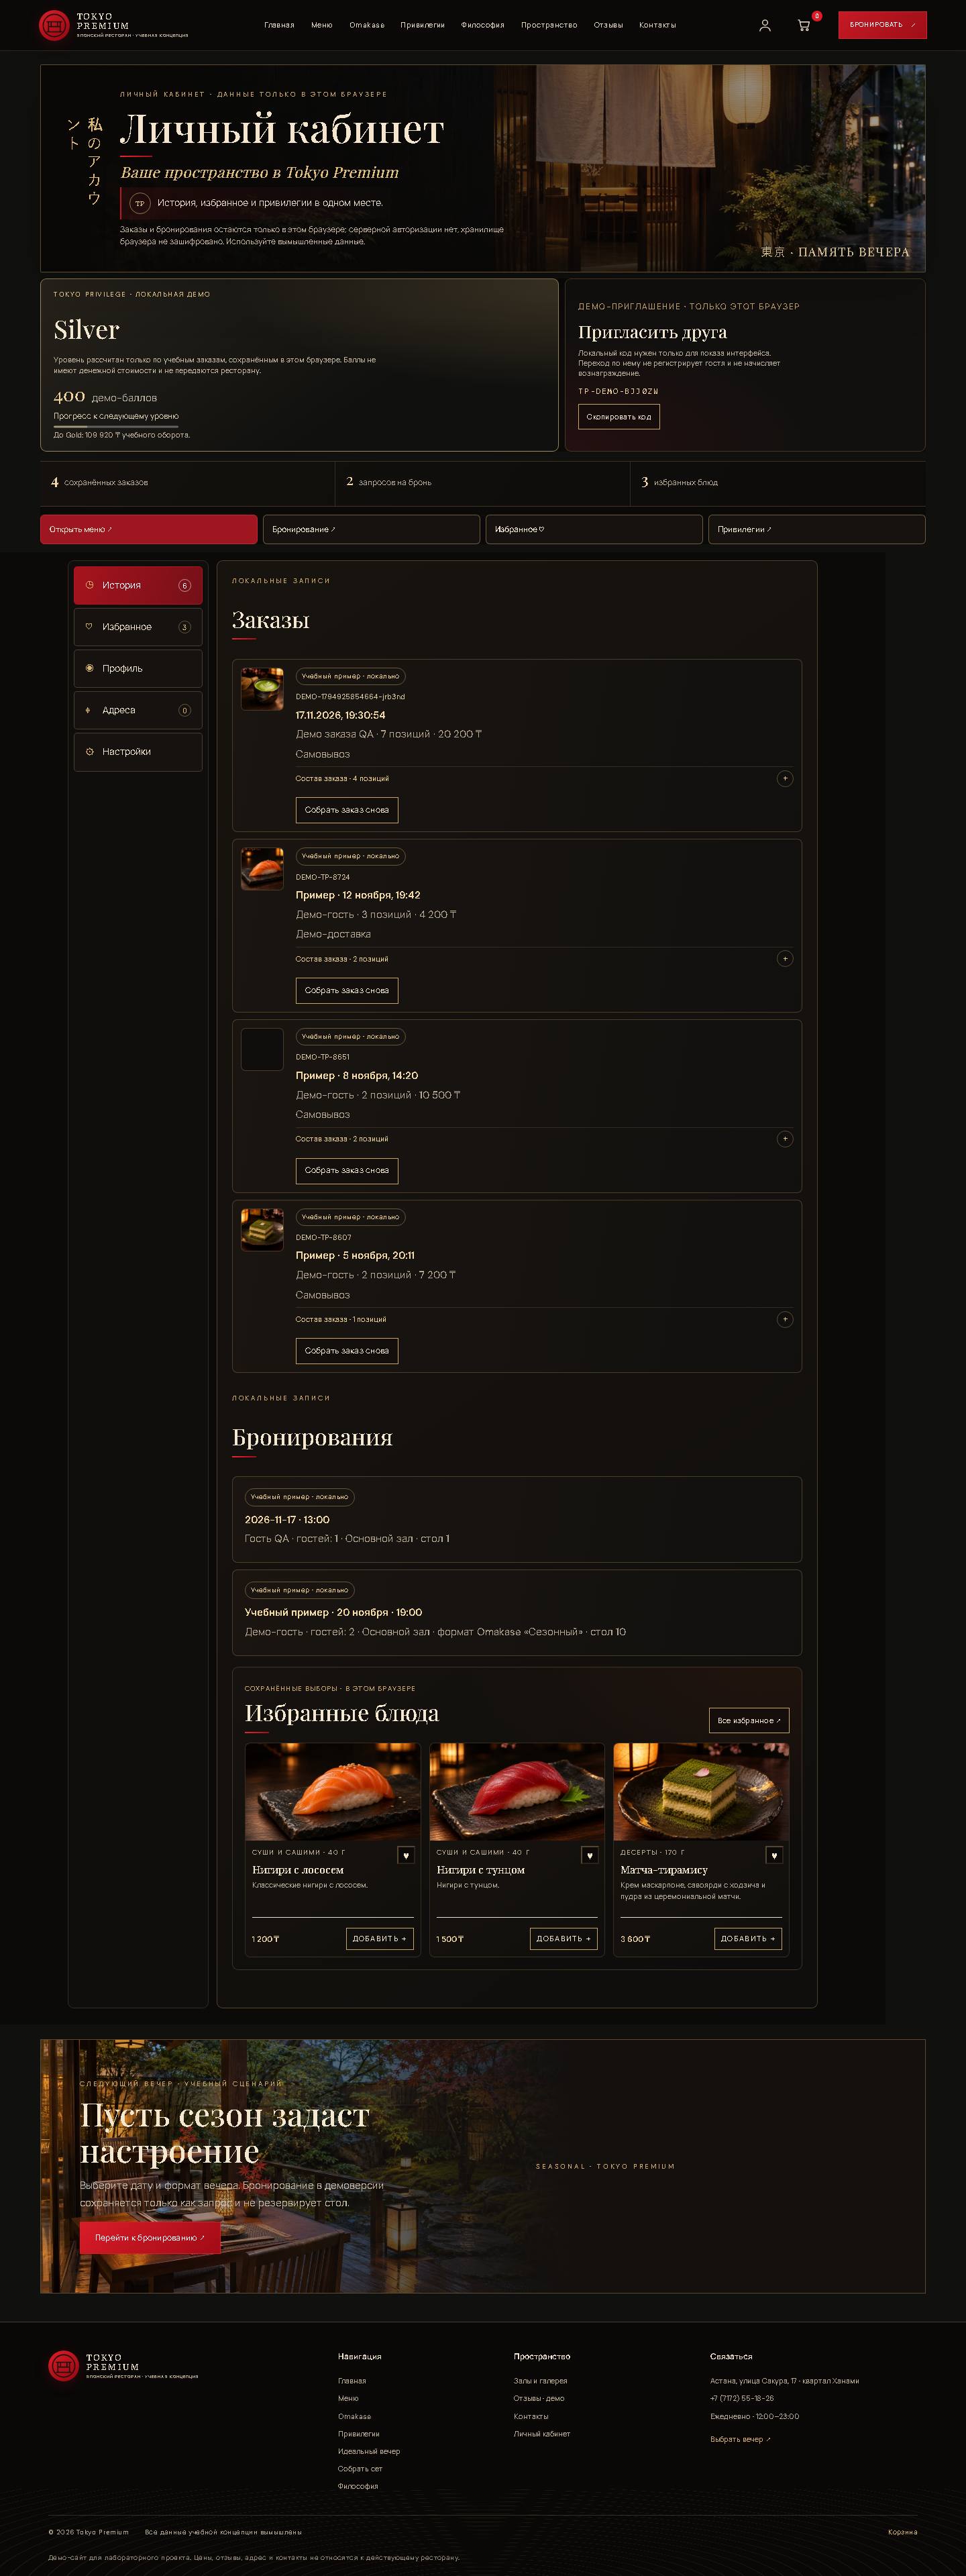 TOKYO
PREMIUM
ЯПОНСКИЙ РЕСТОРАН · УЧЕБНАЯ КОНЦЕПЦИЯ
Главная
Меню
Omakase
Привилегии
Философия
Пространство
Отзывы
Контакты
0
БРОНИРОВАТЬ ↗
私のアカウント
ЛИЧНЫЙ КАБИНЕТ · ДАННЫЕ ТОЛЬКО В ЭТОМ БРАУЗЕРЕ
Личный кабинет
Ваше пространство в Tokyo Premium
TP
История, избранное и привилегии в одном месте.
Заказы и бронирования остаются только в этом браузере; серверной авторизации нет, хранилище
браузера не зашифровано. Используйте вымышленные данные.
東京 · ПАМЯТЬ ВЕЧЕРА
TOKYO PRIVILEGE · ЛОКАЛЬНАЯ ДЕМО
Silver
Уровень рассчитан только по учебным заказам, сохранённым в этом браузере. Баллы не
имеют денежной стоимости и не передаются ресторану.
400 демо-баллов
Прогресс к следующему уровню
До Gold: 109 920 ₸ учебного оборота.
ДЕМО-ПРИГЛАШЕНИЕ · ТОЛЬКО ЭТОТ БРАУЗЕР
Пригласить друга
Локальный код нужен только для показа интерфейса.
Переход по нему не регистрирует гостя и не начисляет
вознаграждение.
TP-DEMO-BJJ0ZW
Скопировать код
4 сохранённых заказов
2 запросов на бронь
3 избранных блюд
Открыть меню ↗
Бронирование ↗
Избранное ♡
Привилегии ↗
История 6
Избранное 3
Профиль
Адреса 0
Настройки
ЛОКАЛЬНЫЕ ЗАПИСИ
Заказы
Учебный пример · локально
DEMO-1794925854664-jrb3nd
17.11.2026, 19:30:54
Демо заказа QA · 7 позиций · 20 200 ₸
Самовывоз
Состав заказа · 4 позиций +
Собрать заказ снова
Учебный пример · локально
DEMO-TP-8724
Пример · 12 ноября, 19:42
Демо-гость · 3 позиций · 4 200 ₸
Демо-доставка
Состав заказа · 2 позиций +
Собрать заказ снова
Учебный пример · локально
DEMO-TP-8651
Пример · 8 ноября, 14:20
Демо-гость · 2 позиций · 10 500 ₸
Самовывоз
Состав заказа · 2 позиций +
Собрать заказ снова
Учебный пример · локально
DEMO-TP-8607
Пример · 5 ноября, 20:11
Демо-гость · 2 позиций · 7 200 ₸
Самовывоз
Состав заказа · 1 позиций +
Собрать заказ снова
ЛОКАЛЬНЫЕ ЗАПИСИ
Бронирования
Учебный пример · локально
2026-11-17 · 13:00
Гость QA · гостей: 1 · Основной зал · стол 1
Учебный пример · локально
Учебный пример · 20 ноября · 19:00
Демо-гость · гостей: 2 · Основной зал · формат Omakase «Сезонный» · стол 10
СОХРАНЁННЫЕ ВЫБОРЫ · В ЭТОМ БРАУЗЕРЕ
Избранные блюда
Все избранное ↗
СУШИ И САШИМИ · 40 Г
Нигири с лососем
Классические нигири с лососем.
1 200 ₸
ДОБАВИТЬ +
СУШИ И САШИМИ · 40 Г
Нигири с тунцом
Нигири с тунцом.
1 500 ₸
ДОБАВИТЬ +
ДЕСЕРТЫ · 170 Г
Матча-тирамису
Крем маскарпоне, савоярди с ходзича и
пудра из церемониальной матчи.
3 600 ₸
ДОБАВИТЬ +
СЛЕДУЮЩИЙ ВЕЧЕР · УЧЕБНЫЙ СЦЕНАРИЙ
Пусть сезон задаст
настроение
Выберите дату и формат вечера. Бронирование в демоверсии
сохраняется только как запрос и не резервирует стол.
Перейти к бронированию ↗
SEASONAL · TOKYO PREMIUM
TOKYO
PREMIUM
ЯПОНСКИЙ РЕСТОРАН · УЧЕБНАЯ КОНЦЕПЦИЯ
Навигация
Главная
Меню
Omakase
Привилегии
Идеальный вечер
Собрать сет
Философия
Пространство
Залы и галерея
Отзывы · демо
Контакты
Личный кабинет
Связаться
Астана, улица Сакура, 17 · квартал Ханами
+7 (7172) 55-18-26
Ежедневно · 12:00–23:00
Выбрать вечер ↗
© 2026 Tokyo Premium
Все данные учебной концепции вымышлены
Корзина
Демо-сайт для лабораторного проекта. Цены, отзывы, адрес и контакты не относятся к действующему ресторану.